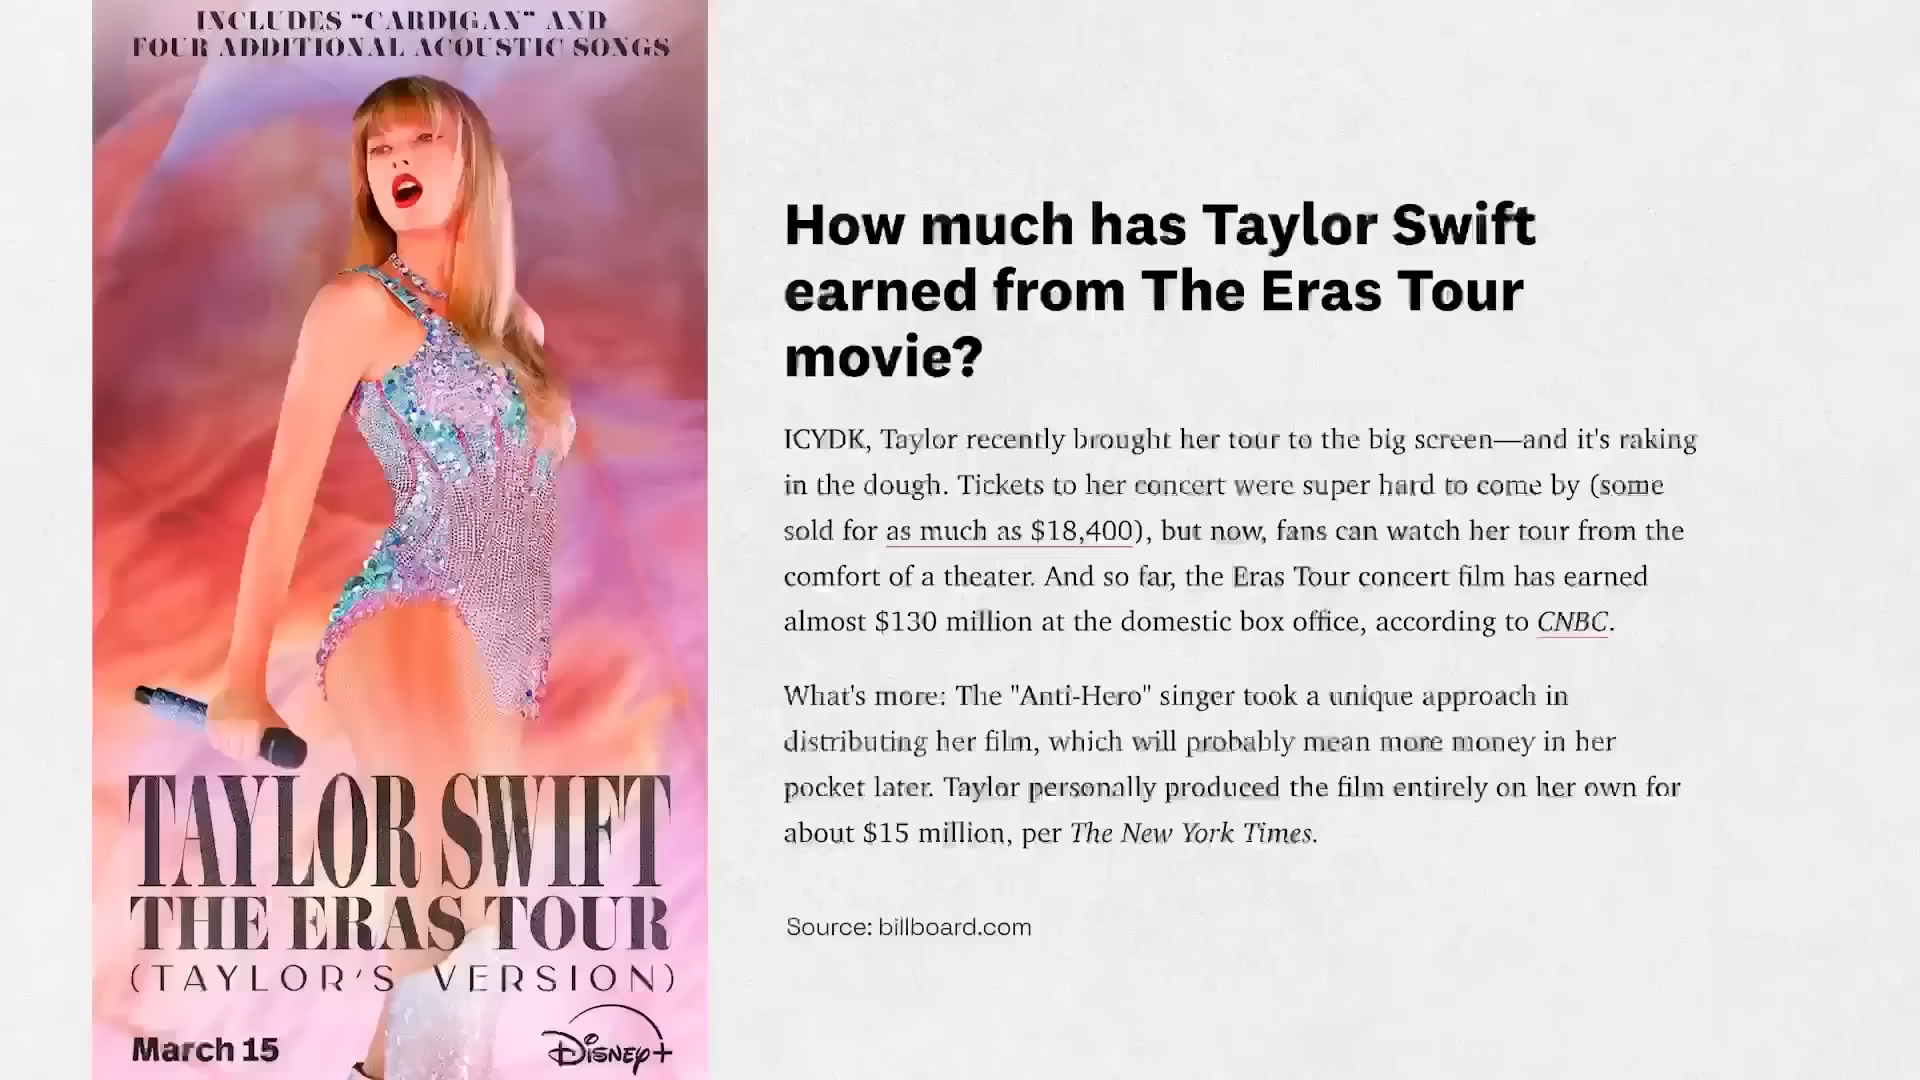 INCLUDES “CARDIGAN” AND
FOUR ADDITIONAL ACOUSTIC SONGS
TAYLOR SWIFT
THE ERAS TOUR
(TAYLOR'S VERSION)
March 15
Disney+
How much has Taylor Swift
earned from The Eras Tour
movie?
ICYDK, Taylor recently brought her tour to the big screen—and it's raking
in the dough. Tickets to her concert were super hard to come by (some
sold for as much as $18,400), but now, fans can watch her tour from the
comfort of a theater. And so far, the Eras Tour concert film has earned
almost $130 million at the domestic box office, according to CNBC.
What's more: The "Anti-Hero" singer took a unique approach in
distributing her film, which will probably mean more money in her
pocket later. Taylor personally produced the film entirely on her own for
about $15 million, per The New York Times.
Source: billboard.com